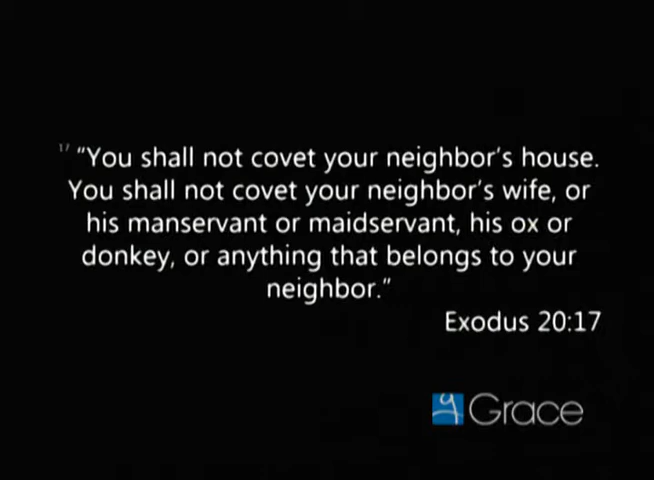 17 “You shall not covet your neighbor’s house.
You shall not covet your neighbor’s wife, or
his manservant or maidservant, his ox or
donkey, or anything that belongs to your
neighbor.”
Exodus 20:17
Grace